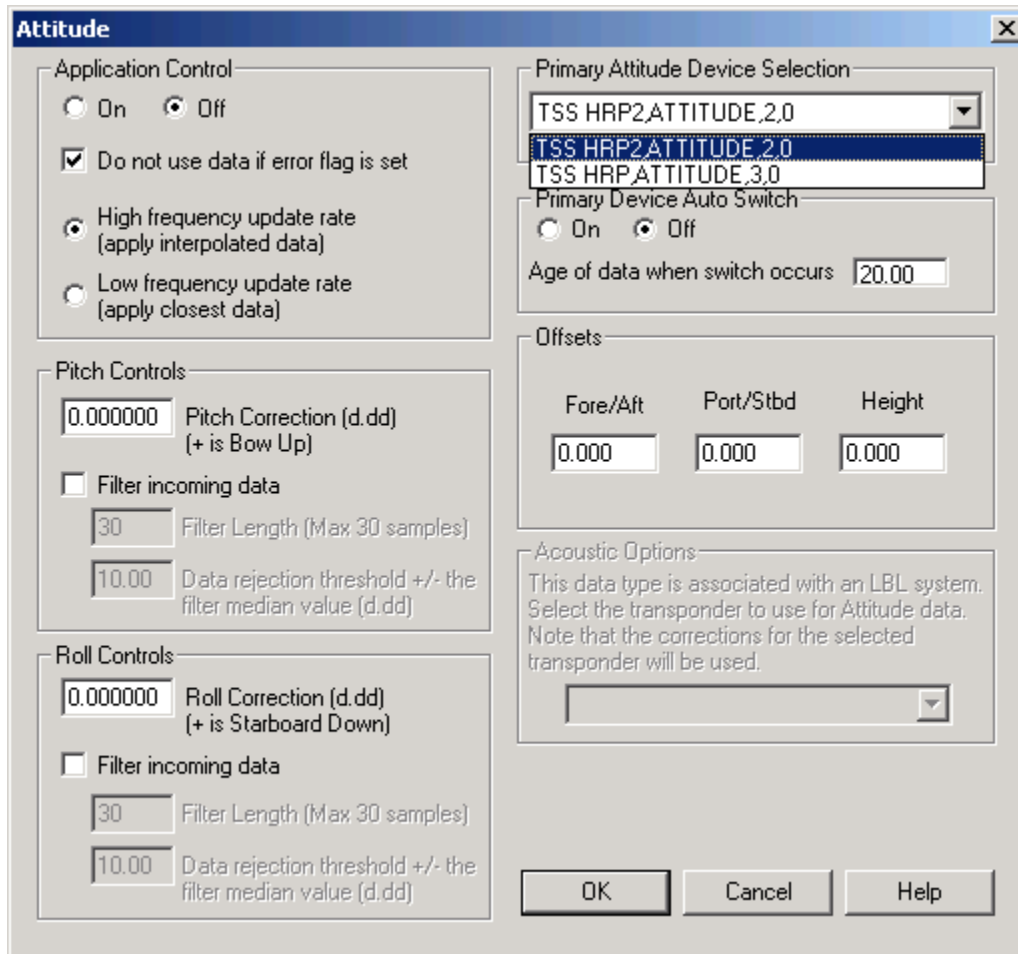 Attitude
Application Control
On Off
Do not use data if error flag is set
High frequency update rate
(apply interpolated data)
Low frequency update rate
(apply closest data)
Pitch Controls
0.000000 Pitch Correction (d.dd)
(+ is Bow Up)
Filter incoming data
30 Filter Length (Max 30 samples)
10.00 Data rejection threshold +/- the
filter median value (d.dd)
Roll Controls
0.000000 Roll Correction (d.dd)
(+ is Starboard Down)
Filter incoming data
30 Filter Length (Max 30 samples)
10.00 Data rejection threshold +/- the
filter median value (d.dd)
Primary Attitude Device Selection
TSS HRP2,ATTITUDE,2,0
TSS HRP2,ATTITUDE,2,0
TSS HRP,ATTITUDE,3,0
Primary Device Auto Switch
On Off
Age of data when switch occurs 20.00
Offsets
Fore/Aft Port/Stbd Height
0.000 0.000 0.000
Acoustic Options
This data type is associated with an LBL system.
Select the transponder to use for Attitude data.
Note that the corrections for the selected
transponder will be used.
OK Cancel Help